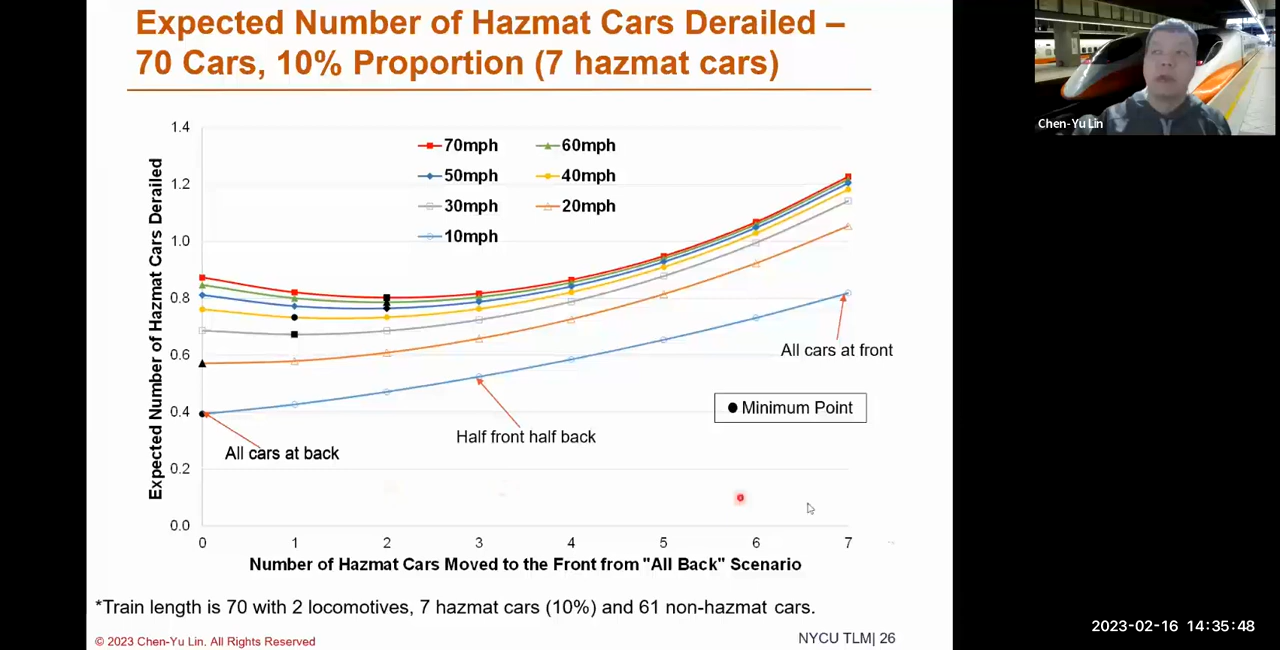 Expected Number of Hazmat Cars Derailed –
70 Cars, 10% Proportion (7 hazmat cars)
Chen-Yu Lin
Expected Number of Hazmat Cars Derailed
1.4
1.2
1.0
0.8
0.6
0.4
0.2
0.0
70mph
60mph
50mph
40mph
30mph
20mph
10mph
All cars at front
Minimum Point
Half front half back
All cars at back
0 1 2 3 4 5 6 7
Number of Hazmat Cars Moved to the Front from "All Back" Scenario
*Train length is 70 with 2 locomotives, 7 hazmat cars (10%) and 61 non-hazmat cars.
© 2023 Chen-Yu Lin. All Rights Reserved
NYCU TLM| 26
2023-02-16 14:35:48